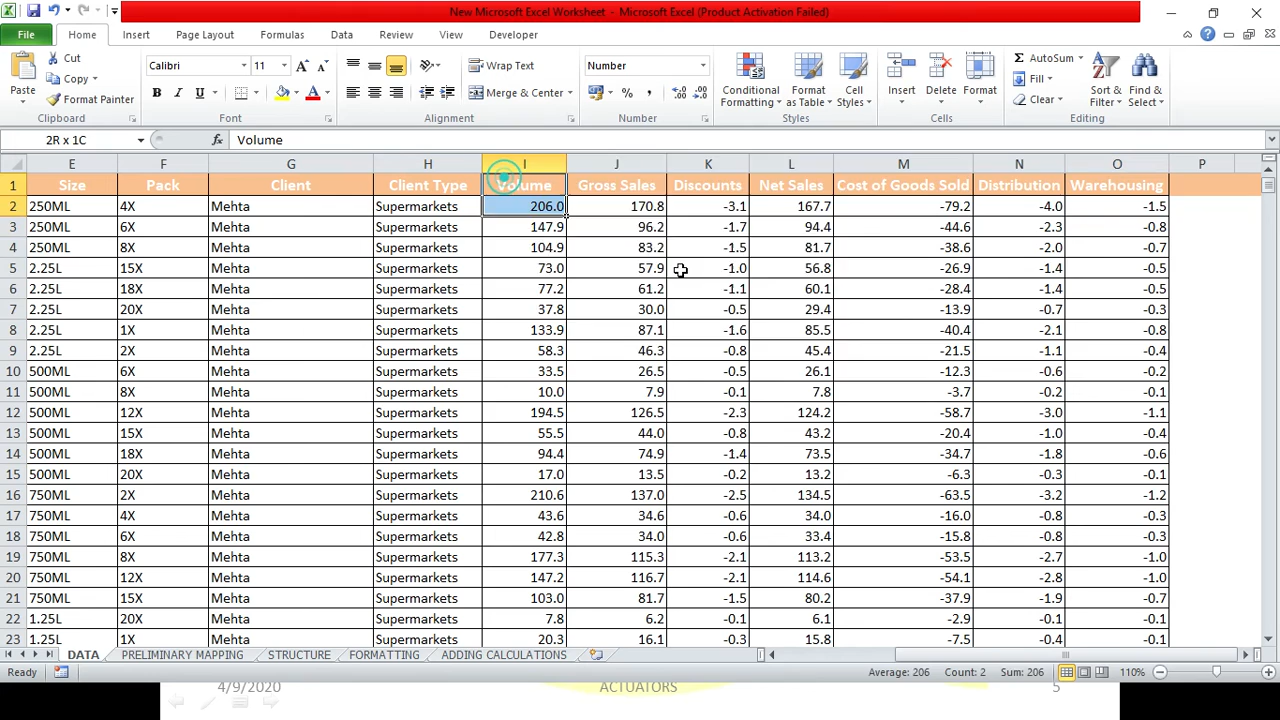 New Microsoft Excel Worksheet - Microsoft Excel (Product Activation Failed)
File Home Insert Page Layout Formulas Data Review View Developer
Paste Cut Copy Format Painter Clipboard
Calibri 11 B I U A Font
Wrap Text Merge & Center Alignment
Number % , Number
Conditional Formatting Format as Table Cell Styles Styles
Insert Delete Format Cells
Σ AutoSum Fill Clear Sort & Filter Find & Select Editing
2R x 1C fx Volume
E F G H I J K L M N O P
1 Size Pack Client Client Type Volume Gross Sales Discounts Net Sales Cost of Goods Sold Distribution Warehousing
2 250ML 4X Mehta Supermarkets 206.0 170.8 -3.1 167.7 -79.2 -4.0 -1.5
3 250ML 6X Mehta Supermarkets 147.9 96.2 -1.7 94.4 -44.6 -2.3 -0.8
4 250ML 8X Mehta Supermarkets 104.9 83.2 -1.5 81.7 -38.6 -2.0 -0.7
5 2.25L 15X Mehta Supermarkets 73.0 57.9 -1.0 56.8 -26.9 -1.4 -0.5
6 2.25L 18X Mehta Supermarkets 77.2 61.2 -1.1 60.1 -28.4 -1.4 -0.5
7 2.25L 20X Mehta Supermarkets 37.8 30.0 -0.5 29.4 -13.9 -0.7 -0.3
8 2.25L 1X Mehta Supermarkets 133.9 87.1 -1.6 85.5 -40.4 -2.1 -0.8
9 2.25L 2X Mehta Supermarkets 58.3 46.3 -0.8 45.4 -21.5 -1.1 -0.4
10 500ML 6X Mehta Supermarkets 33.5 26.5 -0.5 26.1 -12.3 -0.6 -0.2
11 500ML 8X Mehta Supermarkets 10.0 7.9 -0.1 7.8 -3.7 -0.2 -0.1
12 500ML 12X Mehta Supermarkets 194.5 126.5 -2.3 124.2 -58.7 -3.0 -1.1
13 500ML 15X Mehta Supermarkets 55.5 44.0 -0.8 43.2 -20.4 -1.0 -0.4
14 500ML 18X Mehta Supermarkets 94.4 74.9 -1.4 73.5 -34.7 -1.8 -0.6
15 500ML 20X Mehta Supermarkets 17.0 13.5 -0.2 13.2 -6.3 -0.3 -0.1
16 750ML 2X Mehta Supermarkets 210.6 137.0 -2.5 134.5 -63.5 -3.2 -1.2
17 750ML 4X Mehta Supermarkets 43.6 34.6 -0.6 34.0 -16.0 -0.8 -0.3
18 750ML 6X Mehta Supermarkets 42.8 34.0 -0.6 33.4 -15.8 -0.8 -0.3
19 750ML 8X Mehta Supermarkets 177.3 115.3 -2.1 113.2 -53.5 -2.7 -1.0
20 750ML 12X Mehta Supermarkets 147.2 116.7 -2.1 114.6 -54.1 -2.8 -1.0
21 750ML 15X Mehta Supermarkets 103.0 81.7 -1.5 80.2 -37.9 -1.9 -0.7
22 1.25L 20X Mehta Supermarkets 7.8 6.2 -0.1 6.1 -2.9 -0.1 -0.1
23 1.25L 1X Mehta Supermarkets 20.3 16.1 -0.3 15.8 -7.5 -0.4 -0.1
DATA PRELIMINARY MAPPING STRUCTURE FORMATTING ADDING CALCULATIONS
Ready Average: 206 Count: 2 Sum: 206 110%
4/9/2020 ACTUATORS 5